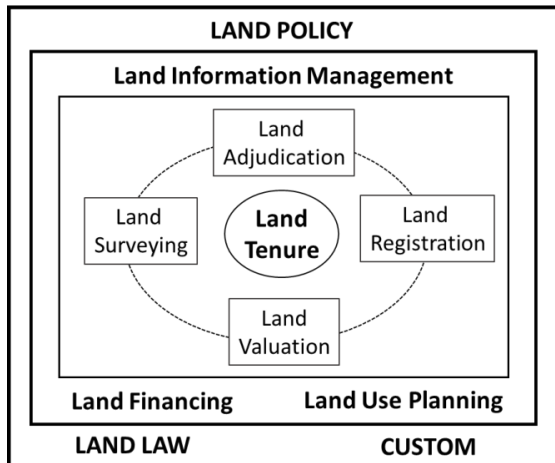 LAND POLICY
Land Information Management
Land
Adjudication
Land
Surveying
Land
Tenure
Land
Registration
Land
Valuation
Land Financing
Land Use Planning
LAND LAW
CUSTOM